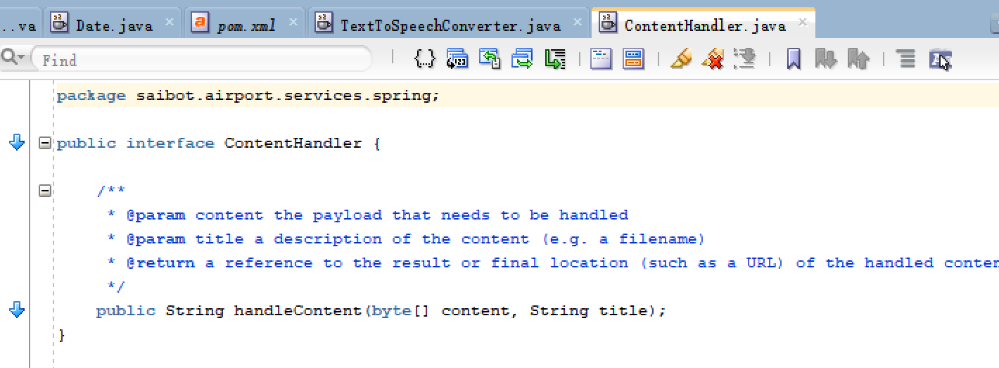 ..va Date.java pom.xml TextToSpeechConverter.java ContentHandler.java
Find
package saibot.airport.services.spring;
public interface ContentHandler {
/**
* @param content the payload that needs to be handled
* @param title a description of the content (e.g. a filename)
* @return a reference to the result or final location (such as a URL) of the handled
*/
public String handleContent(byte[] content, String title);
}